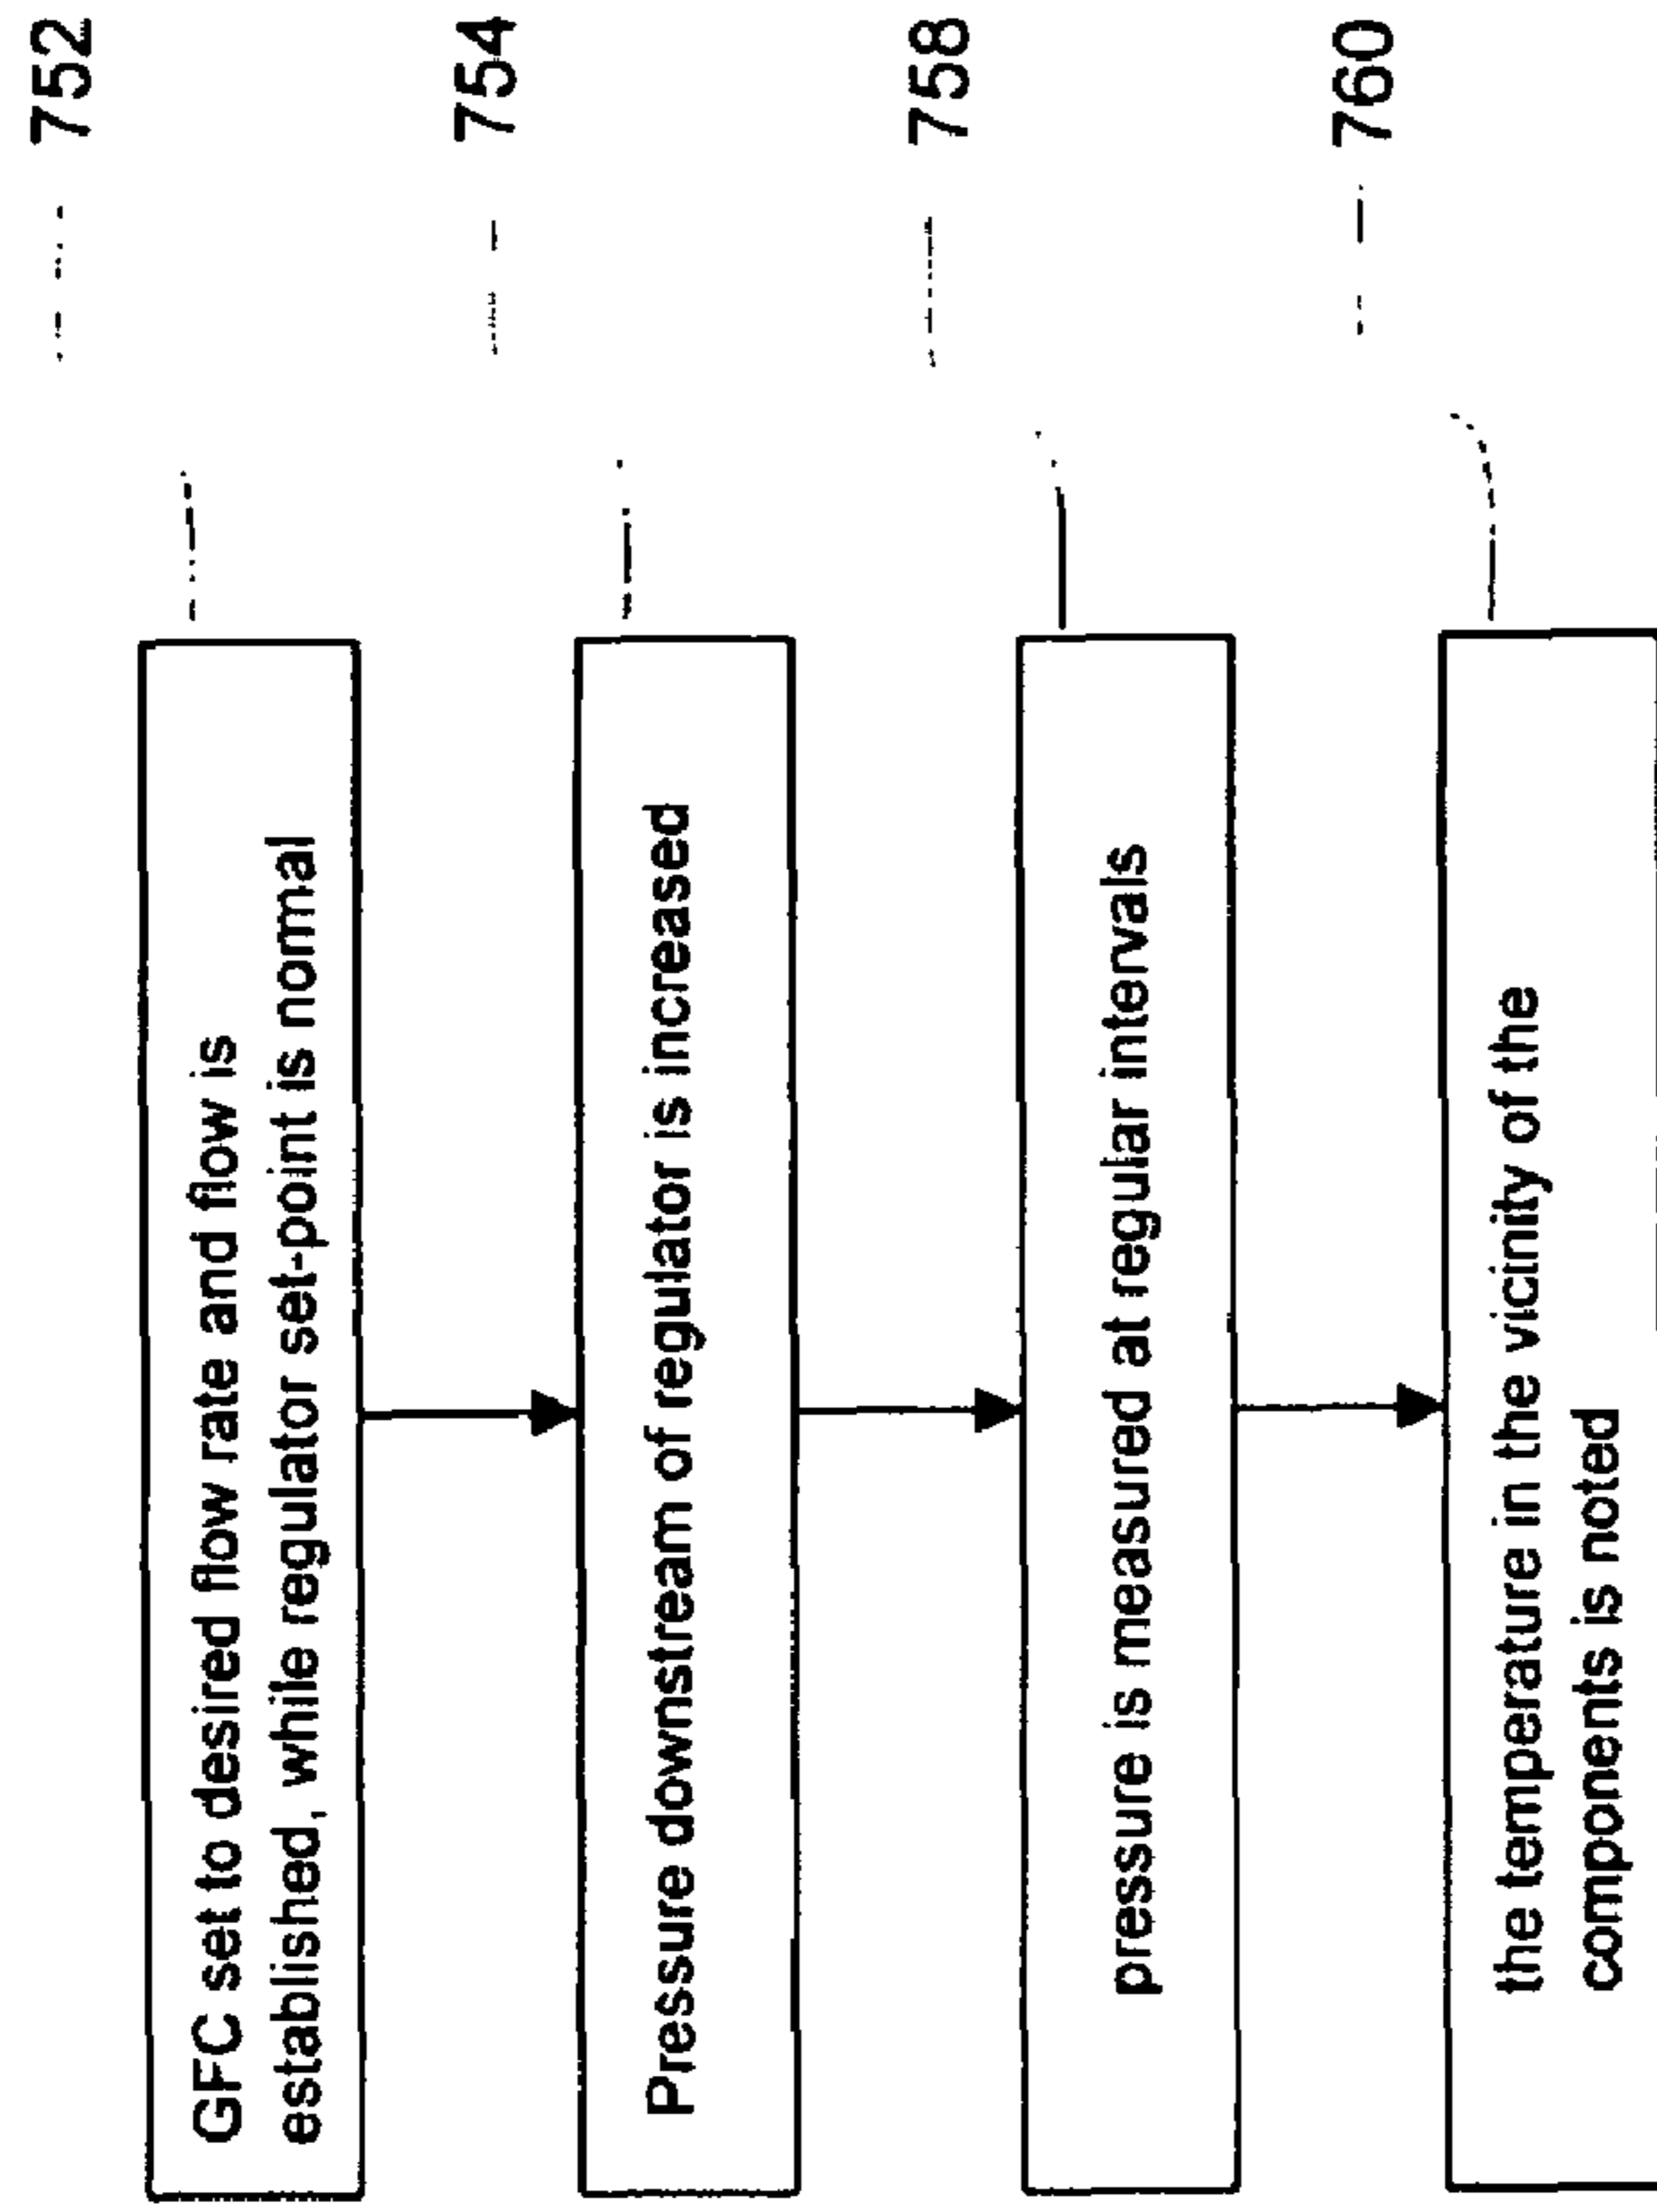 752
GFC set to desired flow rate and flow is
established, while regulator set-point is normal
754
Pressure downstream of regulator is increased
758
pressure is measured at regular intervals
760
the temperature in the vicinity of the
components is noted